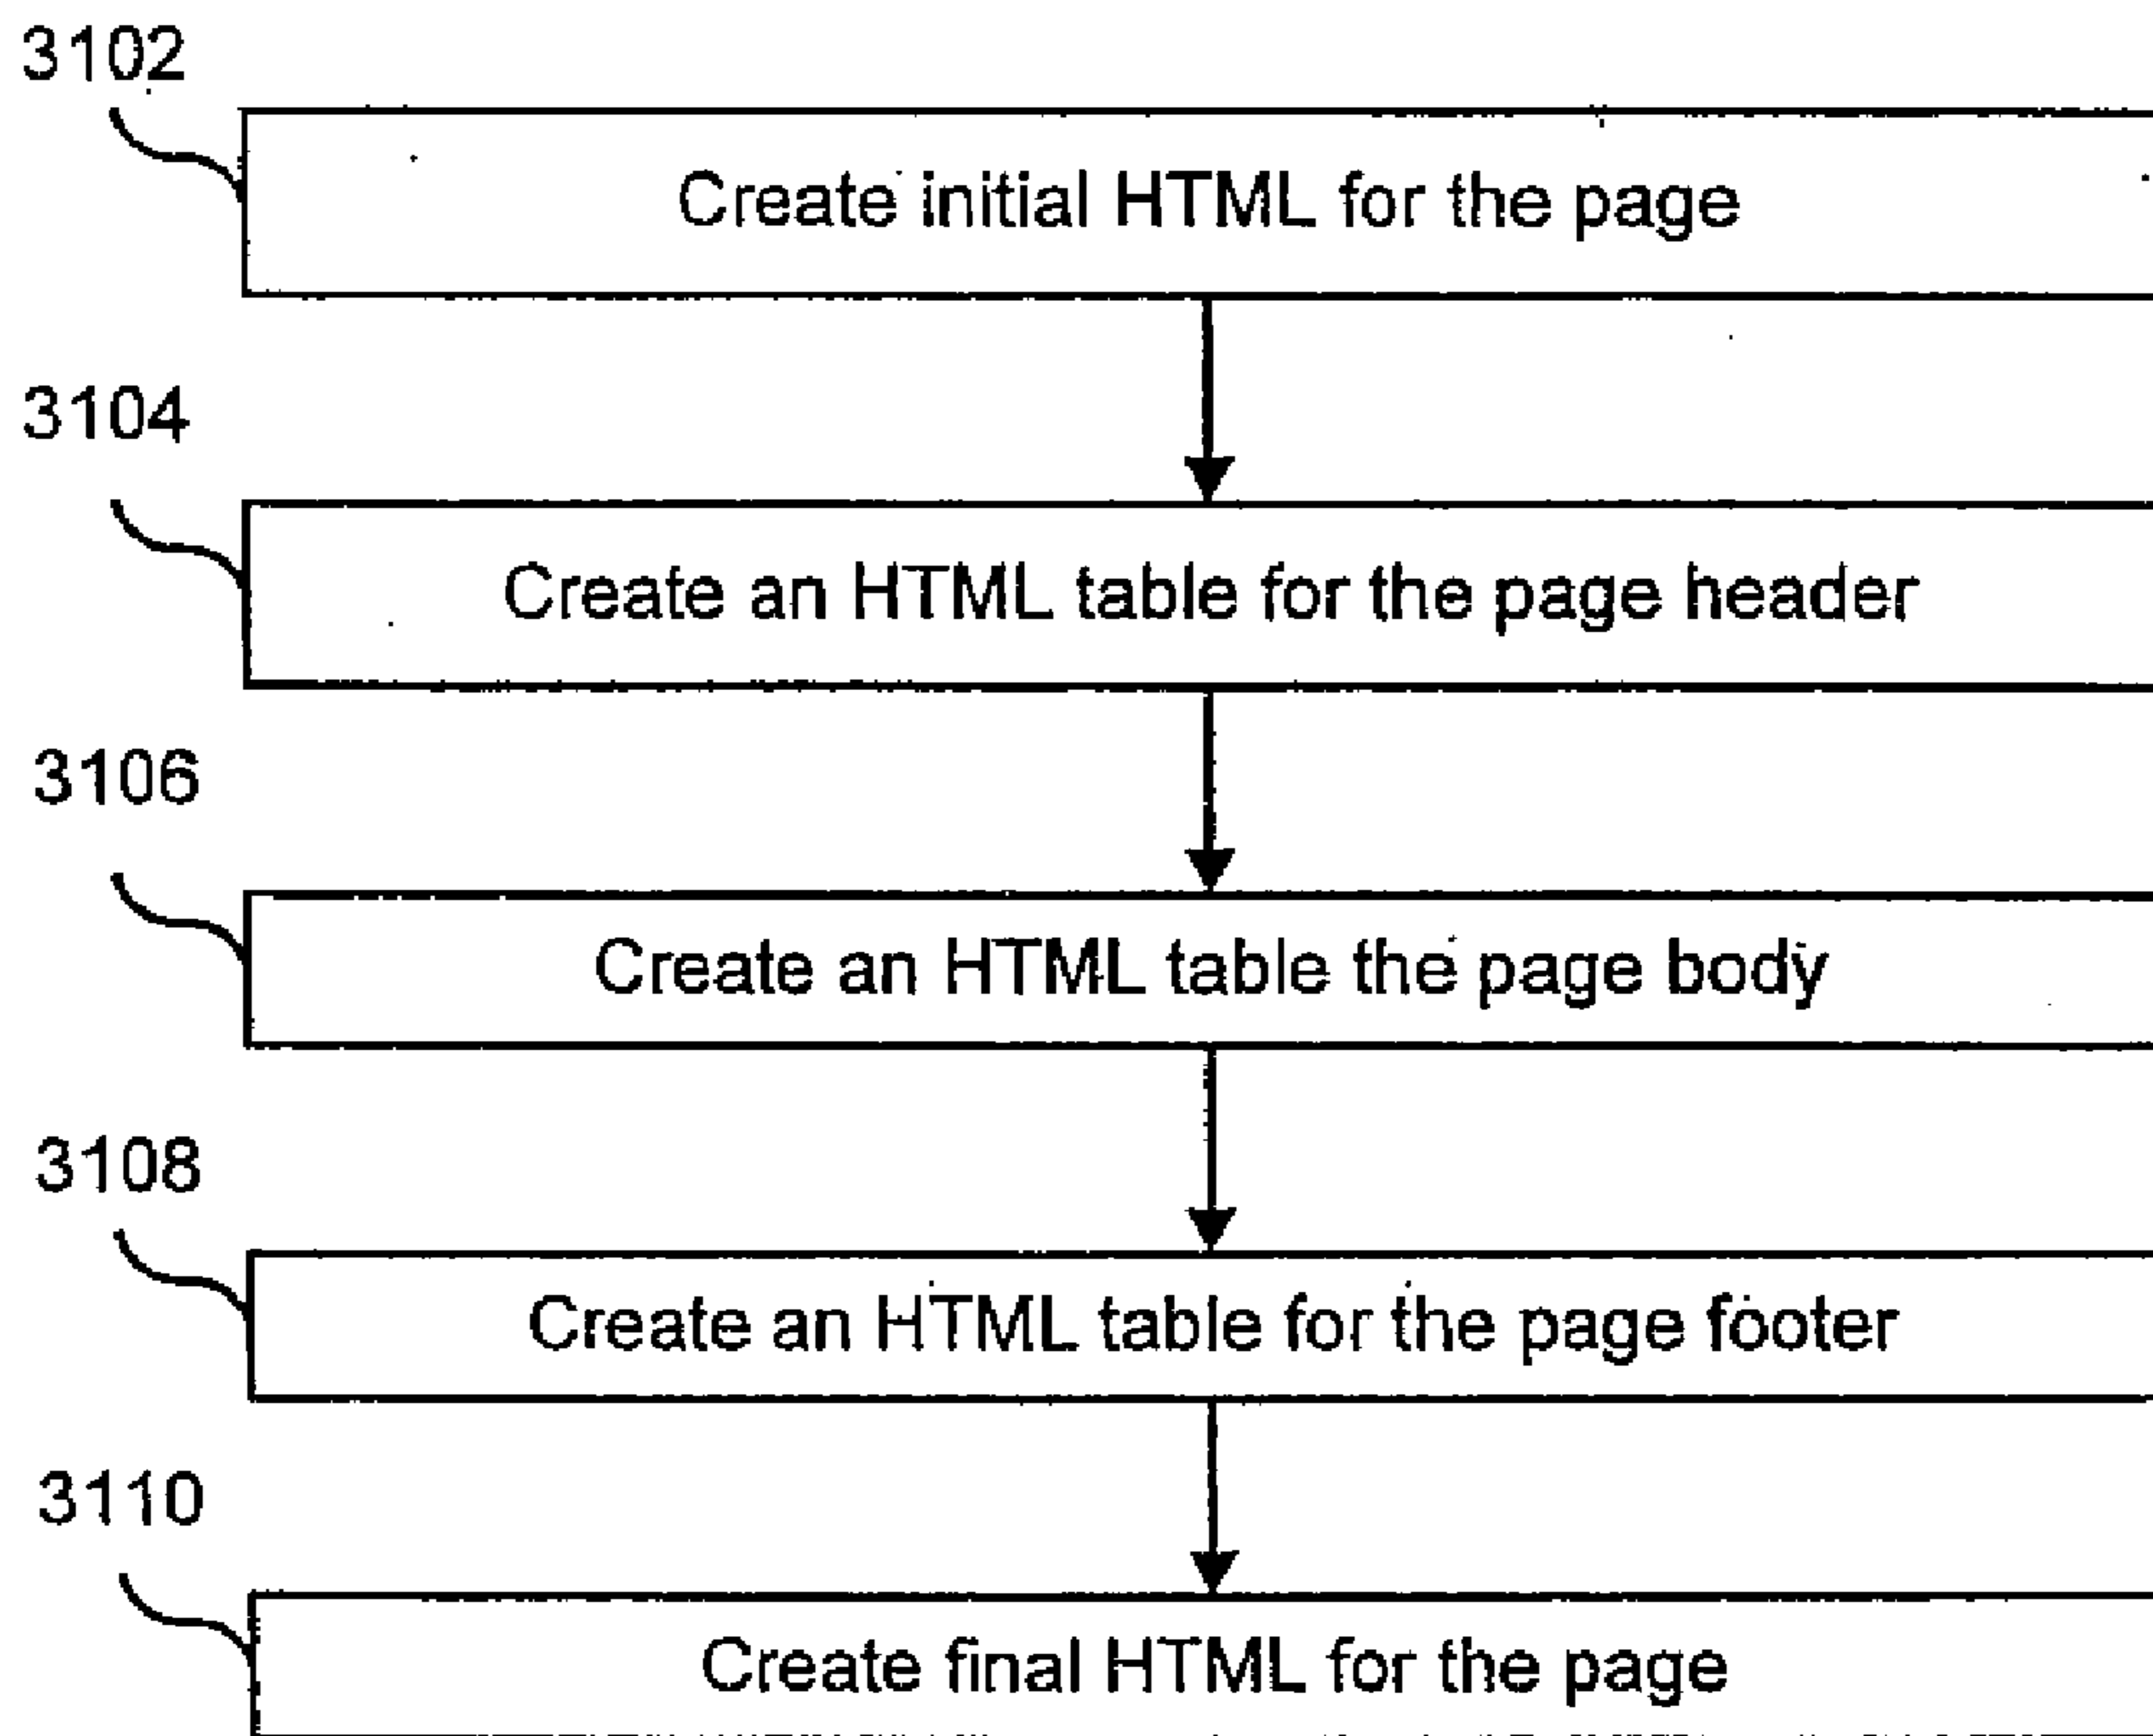 3102
Create initial HTML for the page
3104
Create an HTML table for the page header
3106
Create an HTML table the page body
3108
Create an HTML table for the page footer
3110
Create final HTML for the page